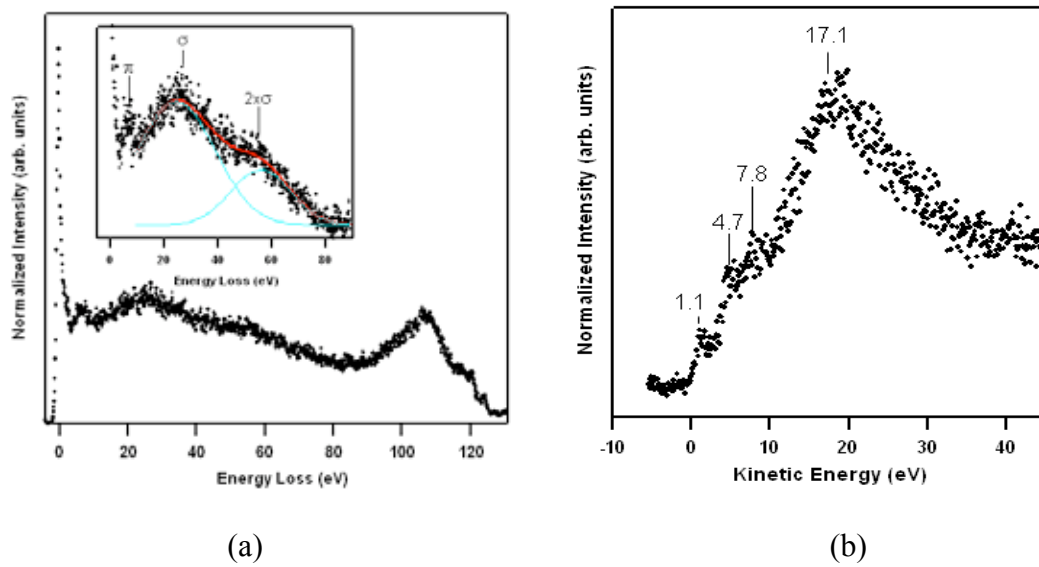 Normalized Intensity (arb. units)
π
σ
2xσ
0
20
40
60
80
Energy Loss (eV)
0
20
40
60
80
100
120
Energy Loss (eV)
(a)
Normalized Intensity (arb. units)
17.1
7.8
4.7
1.1
-10
0
10
20
30
40
Kinetic Energy (eV)
(b)